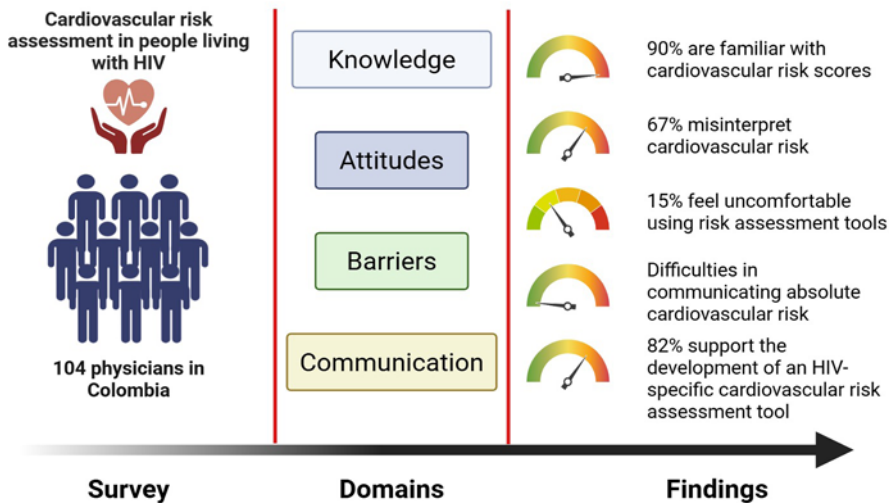 Cardiovascular risk
assessment in people living
with HIV
104 physicians in
Colombia
Knowledge
Attitudes
Barriers
Communication
90% are familiar with
cardiovascular risk scores
67% misinterpret
cardiovascular risk
15% feel uncomfortable
using risk assessment tools
Difficulties in
communicating absolute
cardiovascular risk
82% support the
development of an HIV-
specific cardiovascular risk
assessment tool
Survey
Domains
Findings